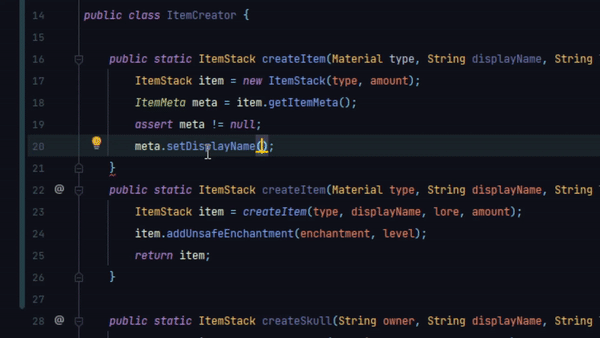 14 public class ItemCreator {
15
16 public static ItemStack createItem(Material type, String displayName, String
17 ItemStack item = new ItemStack(type, amount);
18 ItemMeta meta = item.getItemMeta();
19 assert meta != null;
20 meta.setDisplayName();
21 }
22 @ public static ItemStack createItem(Material type, String displayName, String
23 ItemStack item = createItem(type, displayName, lore, amount);
24 item.addUnsafeEnchantment(enchantment, level);
25 return item;
26 }
27
28 @ public static ItemStack createSkull(String owner, String displayName, String